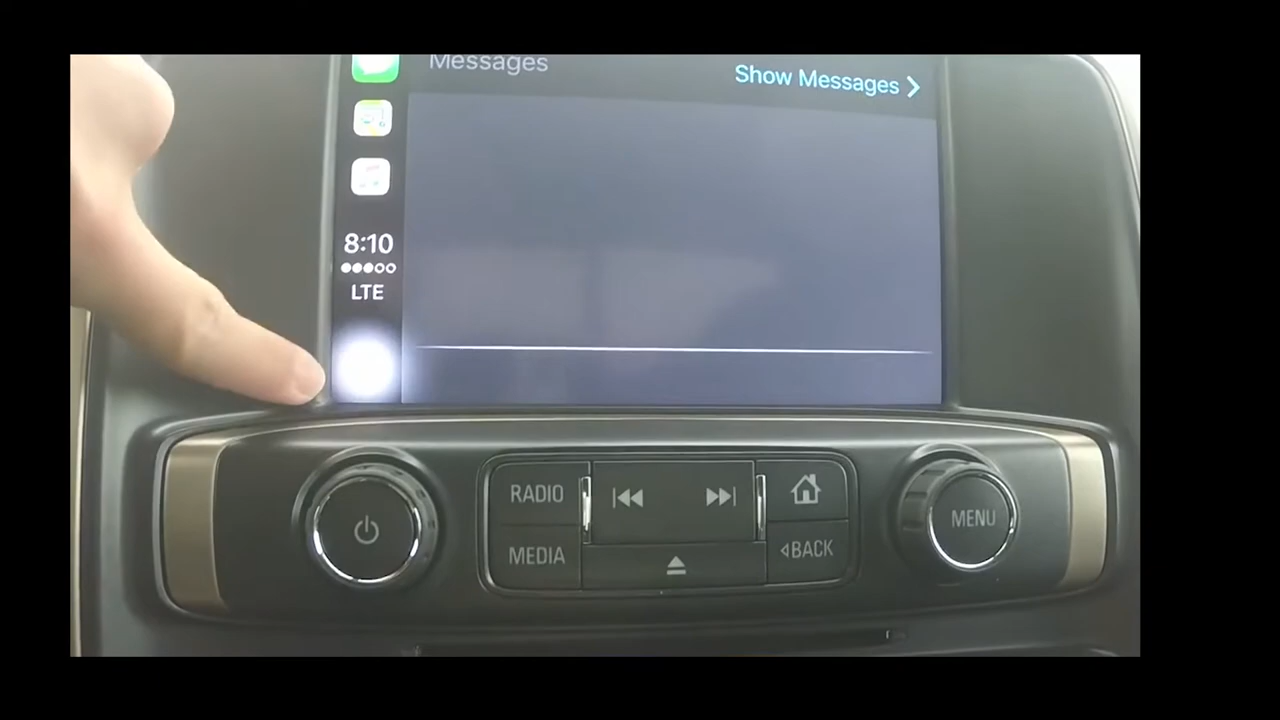 Messages
Show Messages
8:10
LTE
RADIO
MEDIA
BACK
MENU